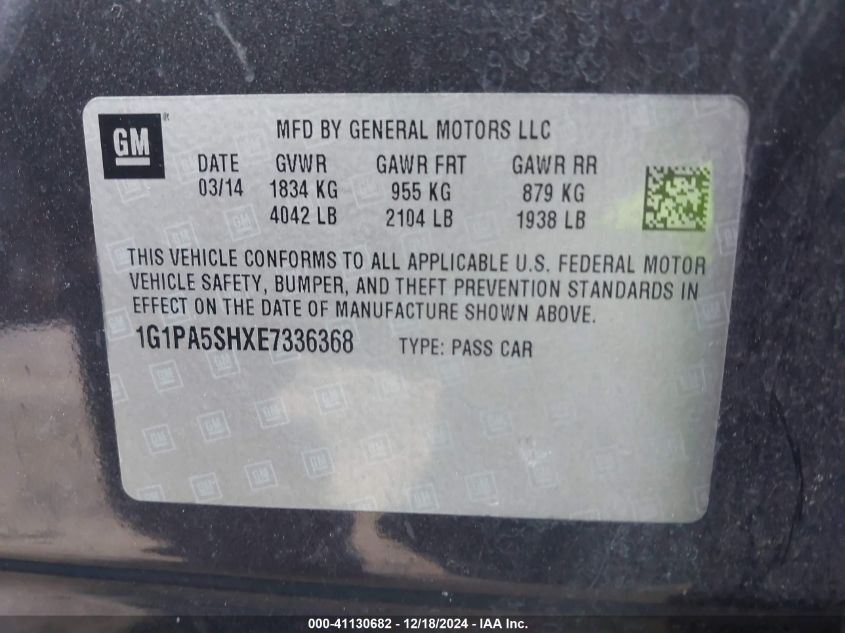 GM
MFD BY GENERAL MOTORS LLC
DATE GVWR GAWR FRT GAWR RR
03/14 1834 KG 955 KG 879 KG
4042 LB 2104 LB 1938 LB
THIS VEHICLE CONFORMS TO ALL APPLICABLE U.S. FEDERAL MOTOR
VEHICLE SAFETY, BUMPER, AND THEFT PREVENTION STANDARDS IN
EFFECT ON THE DATE OF MANUFACTURE SHOWN ABOVE.
1G1PA5SHXE7336368 TYPE: PASS CAR
000-41130682 - 12/18/2024 - IAA Inc.